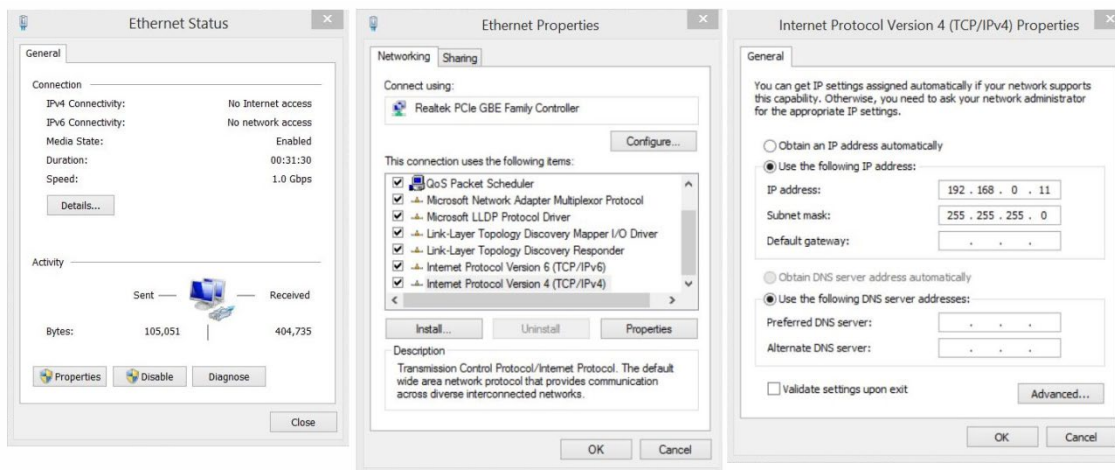 Ethernet Status
General
Connection
IPv4 Connectivity: No Internet access
IPv6 Connectivity: No network access
Media State: Enabled
Duration: 00:31:30
Speed: 1.0 Gbps
Details...
Activity
Sent Received
Bytes: 105,051 404,735
Properties Disable Diagnose
Close
Ethernet Properties
Networking Sharing
Connect using:
Realtek PCIe GBE Family Controller
Configure...
This connection uses the following items:
QoS Packet Scheduler
Microsoft Network Adapter Multiplexor Protocol
Microsoft LLDP Protocol Driver
Link-Layer Topology Discovery Mapper I/O Driver
Link-Layer Topology Discovery Responder
Internet Protocol Version 6 (TCP/IPv6)
Internet Protocol Version 4 (TCP/IPv4)
Install... Uninstall Properties
Description
Transmission Control Protocol/Internet Protocol. The default
wide area network protocol that provides communication
across diverse interconnected networks.
OK Cancel
Internet Protocol Version 4 (TCP/IPv4) Properties
General
You can get IP settings assigned automatically if your network supports
this capability. Otherwise, you need to ask your network administrator
for the appropriate IP settings.
Obtain an IP address automatically
Use the following IP address:
IP address: 192 . 168 . 0 . 11
Subnet mask: 255 . 255 . 255 . 0
Default gateway: . . .
Obtain DNS server address automatically
Use the following DNS server addresses:
Preferred DNS server: . . .
Alternate DNS server: . . .
Validate settings upon exit
Advanced...
OK Cancel